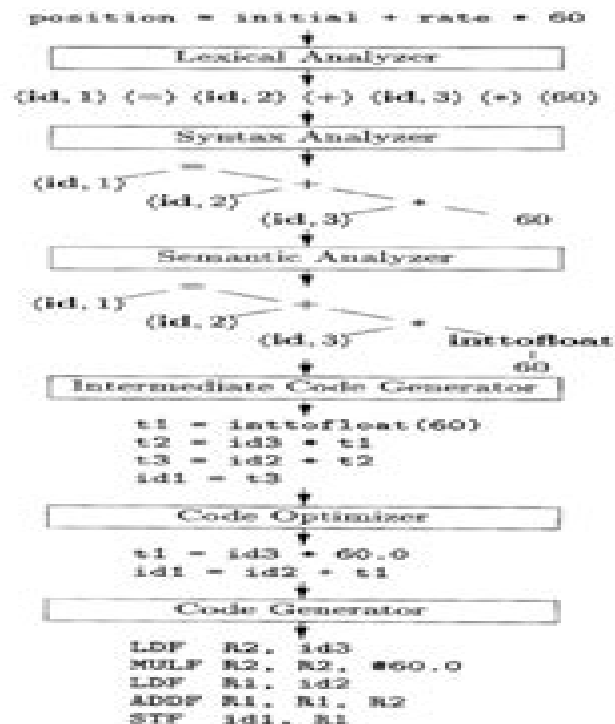 position = initial + rate * 60
Lexical Analyzer
(id, 1) (=) (id, 2) (+) (id, 3) (*) (60)
Syntax Analyzer
=
(id, 1) +
(id, 2) *
(id, 3) 60
Semantic Analyzer
=
(id, 1) +
(id, 2) *
(id, 3) inttofloat
60
Intermediate Code Generator
t1 = inttofloat(60)
t2 = id3 * t1
t3 = id2 + t2
id1 = t3
Code Optimizer
t1 = id3 * 60.0
id1 = id2 + t1
Code Generator
LDF R2, id3
MULF R2, R2, #60.0
LDF R1, id2
ADDF R1, R1, R2
STF id1, R1